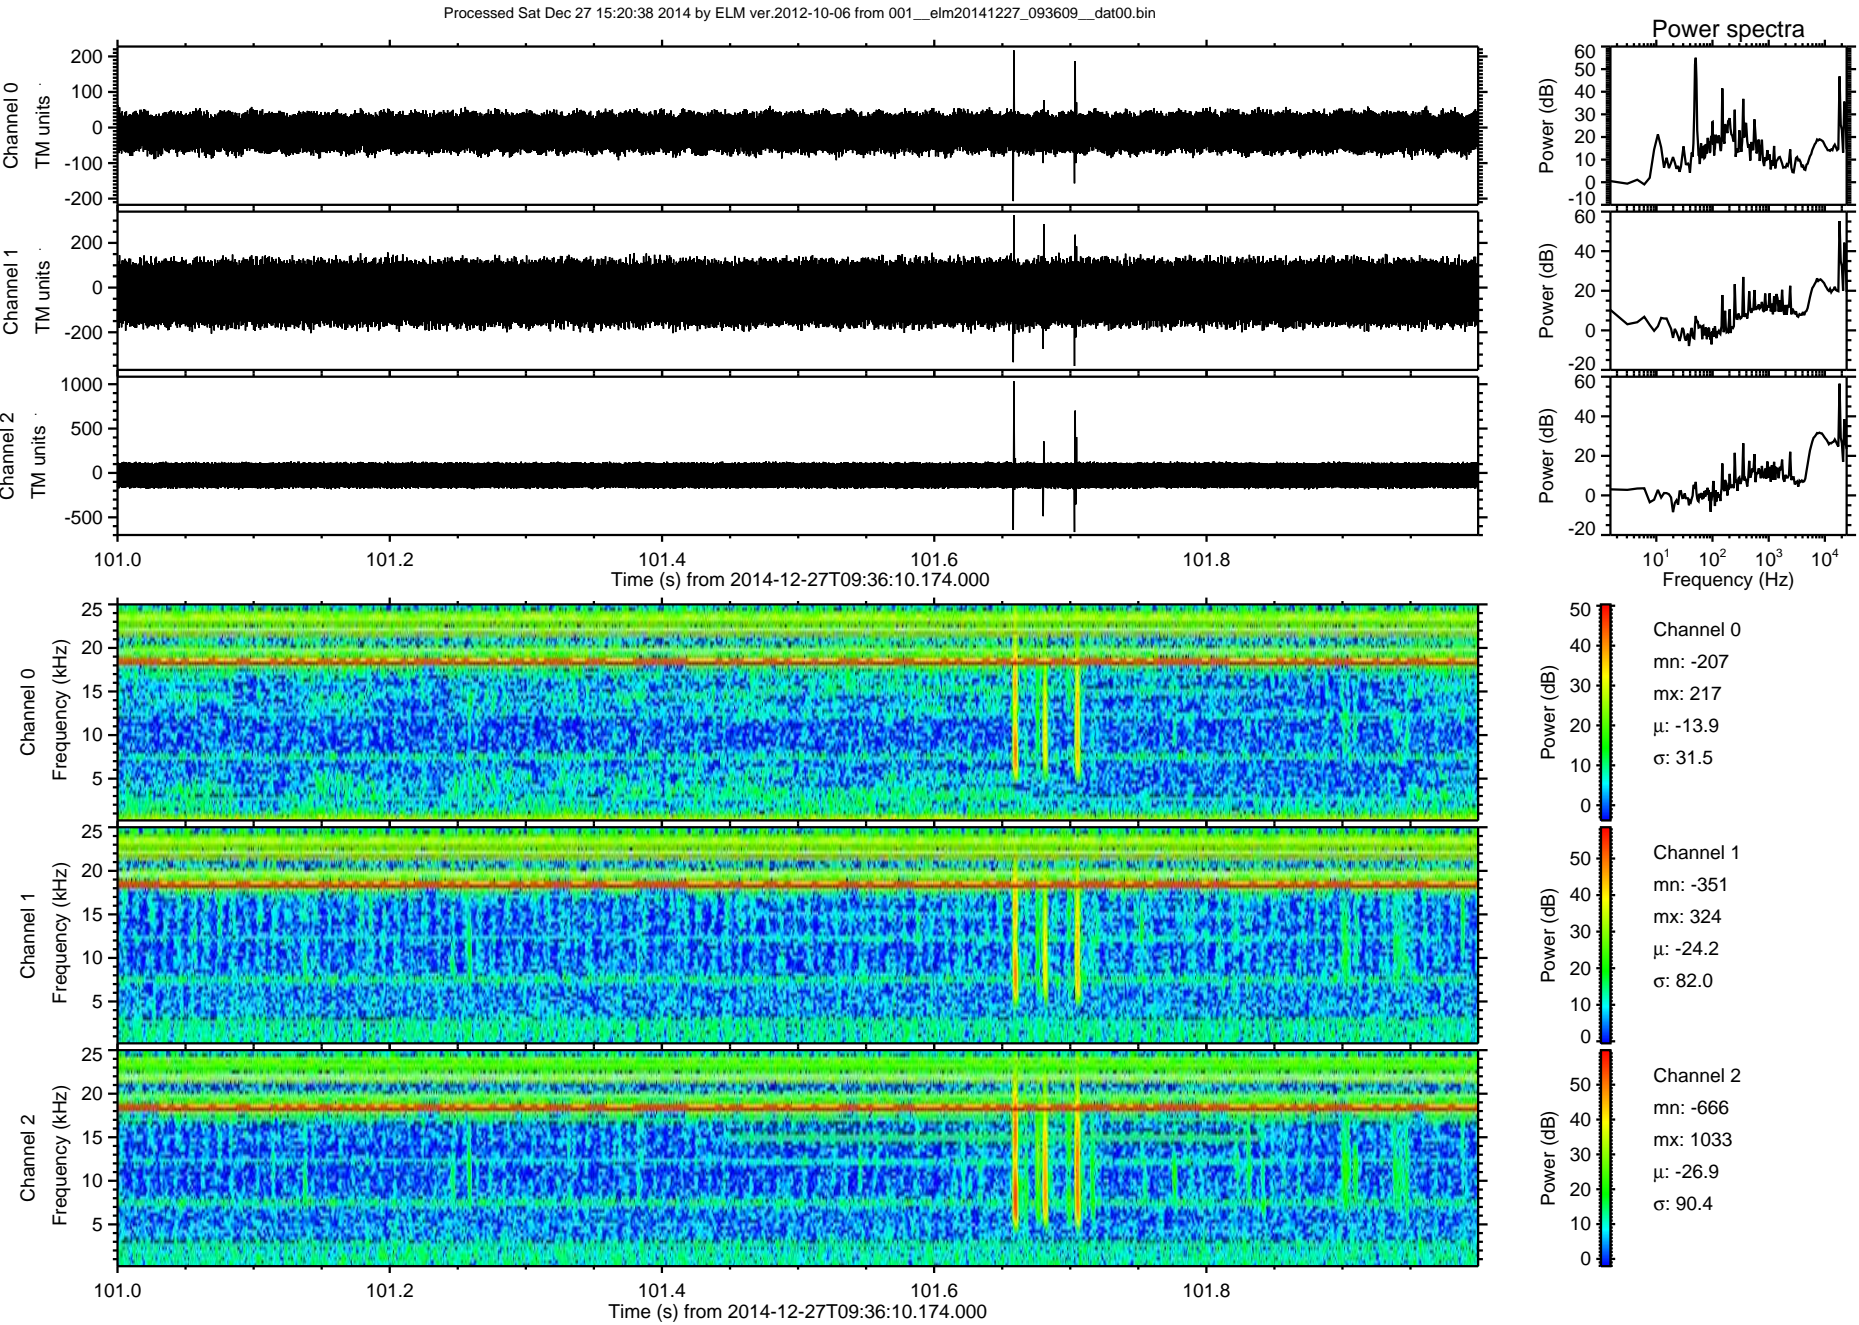 Processed Sat Dec 27 15:20:38 2014 by ELM ver.2012-10-06 from 001__elm20141227_093609__dat00.bin
Power spectra
Channel 0
TM units
200
100
0
-100
-200
Power (dB)
60
50
40
30
20
10
0
-10
Channel 1
TM units
200
0
-200
Power (dB)
60
40
20
0
-20
Channel 2
TM units
1000
500
0
-500
Power (dB)
60
40
20
0
-20
101.0 101.2 101.4 101.6 101.8
Time (s) from 2014-12-27T09:36:10.174.000
10^1 10^2 10^3 10^4
Frequency (Hz)
Channel 0
Frequency (kHz)
25
20
15
10
5
Power (dB)
50
40
30
20
10
0
Channel 0
mn: -207
mx: 217
μ: -13.9
σ: 31.5
Channel 1
Frequency (kHz)
25
20
15
10
5
Power (dB)
50
40
30
20
10
0
Channel 1
mn: -351
mx: 324
μ: -24.2
σ: 82.0
Channel 2
Frequency (kHz)
25
20
15
10
5
Power (dB)
50
40
30
20
10
0
Channel 2
mn: -666
mx: 1033
μ: -26.9
σ: 90.4
101.0 101.2 101.4 101.6 101.8
Time (s) from 2014-12-27T09:36:10.174.000